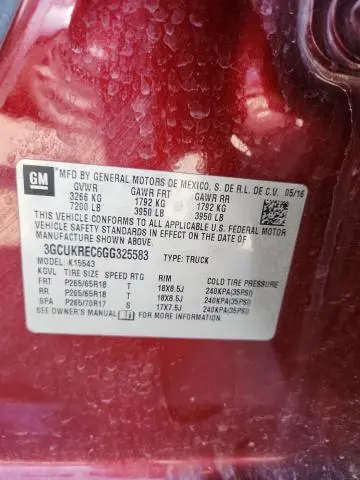 GM
MFD BY GENERAL MOTORS DE MEXICO, S. DE R.L. DE C.V. 05/16
GVWR GAWR FRT GAWR RR
3266 KG 1792 KG 1792 KG
7200 LB 3950 LB 3950 LB
THIS VEHICLE CONFORMS TO ALL APPLICABLE U.S. FEDERAL MOTOR
VEHICLE SAFETY STANDARDS IN EFFECT ON THE DATE OF
MANUFACTURE SHOWN ABOVE.
3GCUKREC6GG325583 TYPE: TRUCK
MODEL: K15543
KGVL TIRE SIZE SPEED RTG RIM COLD TIRE PRESSURE
FRT P265/65R18 T 18X8.5J 240KPA(35PSI)
RR P265/65R18 T 18X8.5J 240KPA(35PSI)
SPA P265/70R17 T 17X7.5J 240KPA(35PSI)
SEE OWNER'S MANUAL FOR MORE INFORMATION.